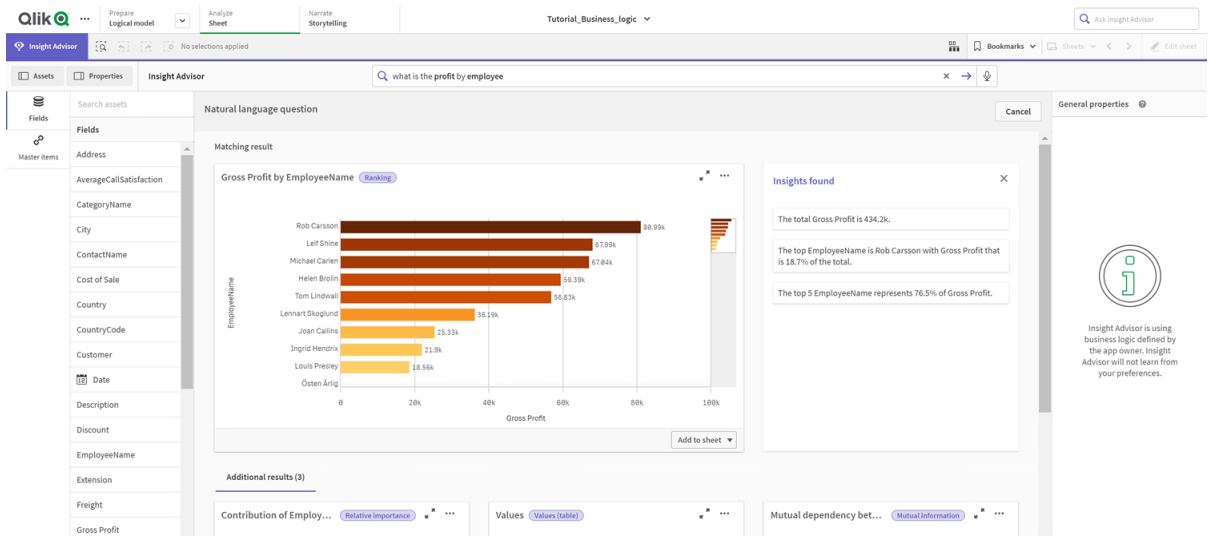 Qlik
Prepare
Logical model
Analyze
Sheet
Narrate
Storytelling
Tutorial_Business_logic
Ask Insight Advisor
Insight Advisor
No selections applied
Bookmarks
Sheets
Edit sheet
Assets
Properties
Insight Advisor
what is the profit by employee
Fields
Master items
Search assets
Fields
Address
AverageCallSatisfaction
CategoryName
City
ContactName
Cost of Sale
Country
CountryCode
Customer
Date
Description
Discount
EmployeeName
Extension
Freight
Gross Profit
Natural language question
Cancel
Matching result
Gross Profit by EmployeeName Ranking
EmployeeName
Rob Carsson 80.99k
Leif Shine 67.99k
Michael Carlen 67.04k
Helen Brolin 59.39k
Tom Lindwall 56.83k
Lennart Skoglund 36.19k
Joan Callins 25.33k
Ingrid Hendrix 21.9k
Louis Presley 18.56k
Östen Ärlig
0 20k 40k 60k 80k 100k
Gross Profit
Add to sheet
Insights found
The total Gross Profit is 434.2k.
The top EmployeeName is Rob Carsson with Gross Profit that
is 18.7% of the total.
The top 5 EmployeeName represents 76.5% of Gross Profit.
Additional results (3)
Contribution of Employ... Relative importance
Values Values (table)
Mutual dependency bet... Mutual information
General properties
Insight Advisor is using
business logic defined by
the app owner. Insight
Advisor will not learn from
your preferences.